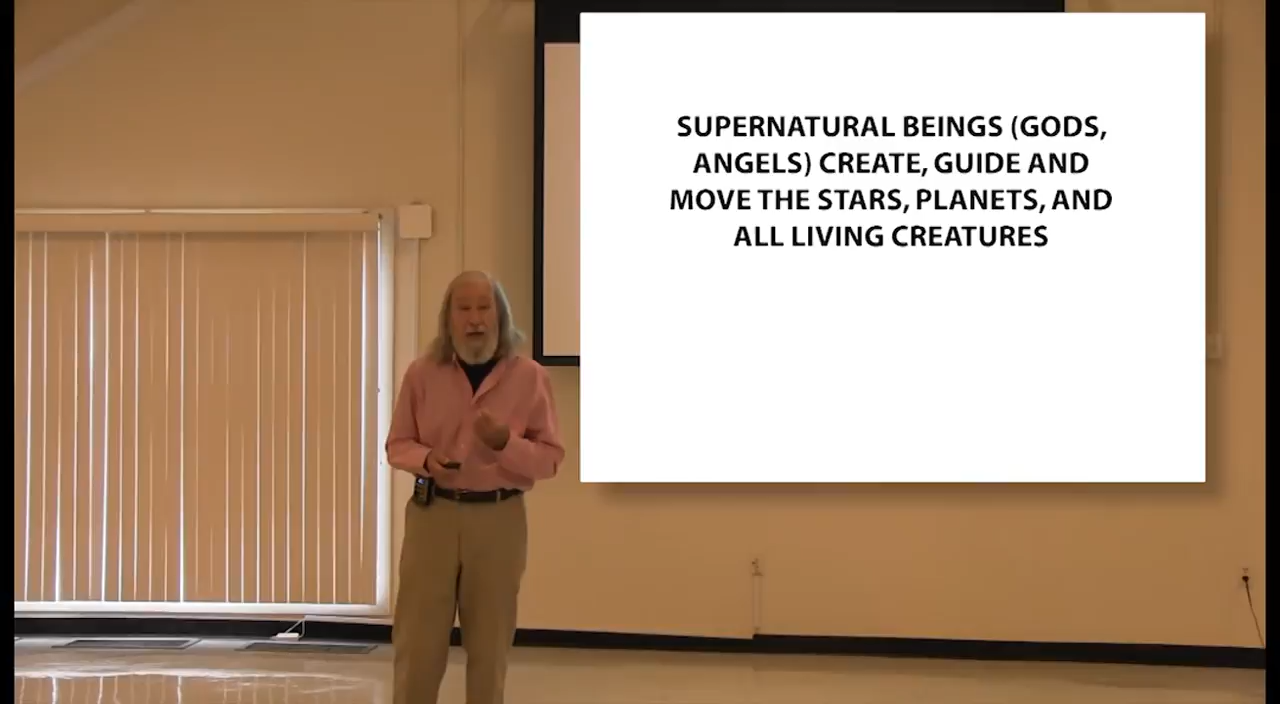 SUPERNATURAL BEINGS (GODS,
ANGELS) CREATE, GUIDE AND
MOVE THE STARS, PLANETS, AND
ALL LIVING CREATURES